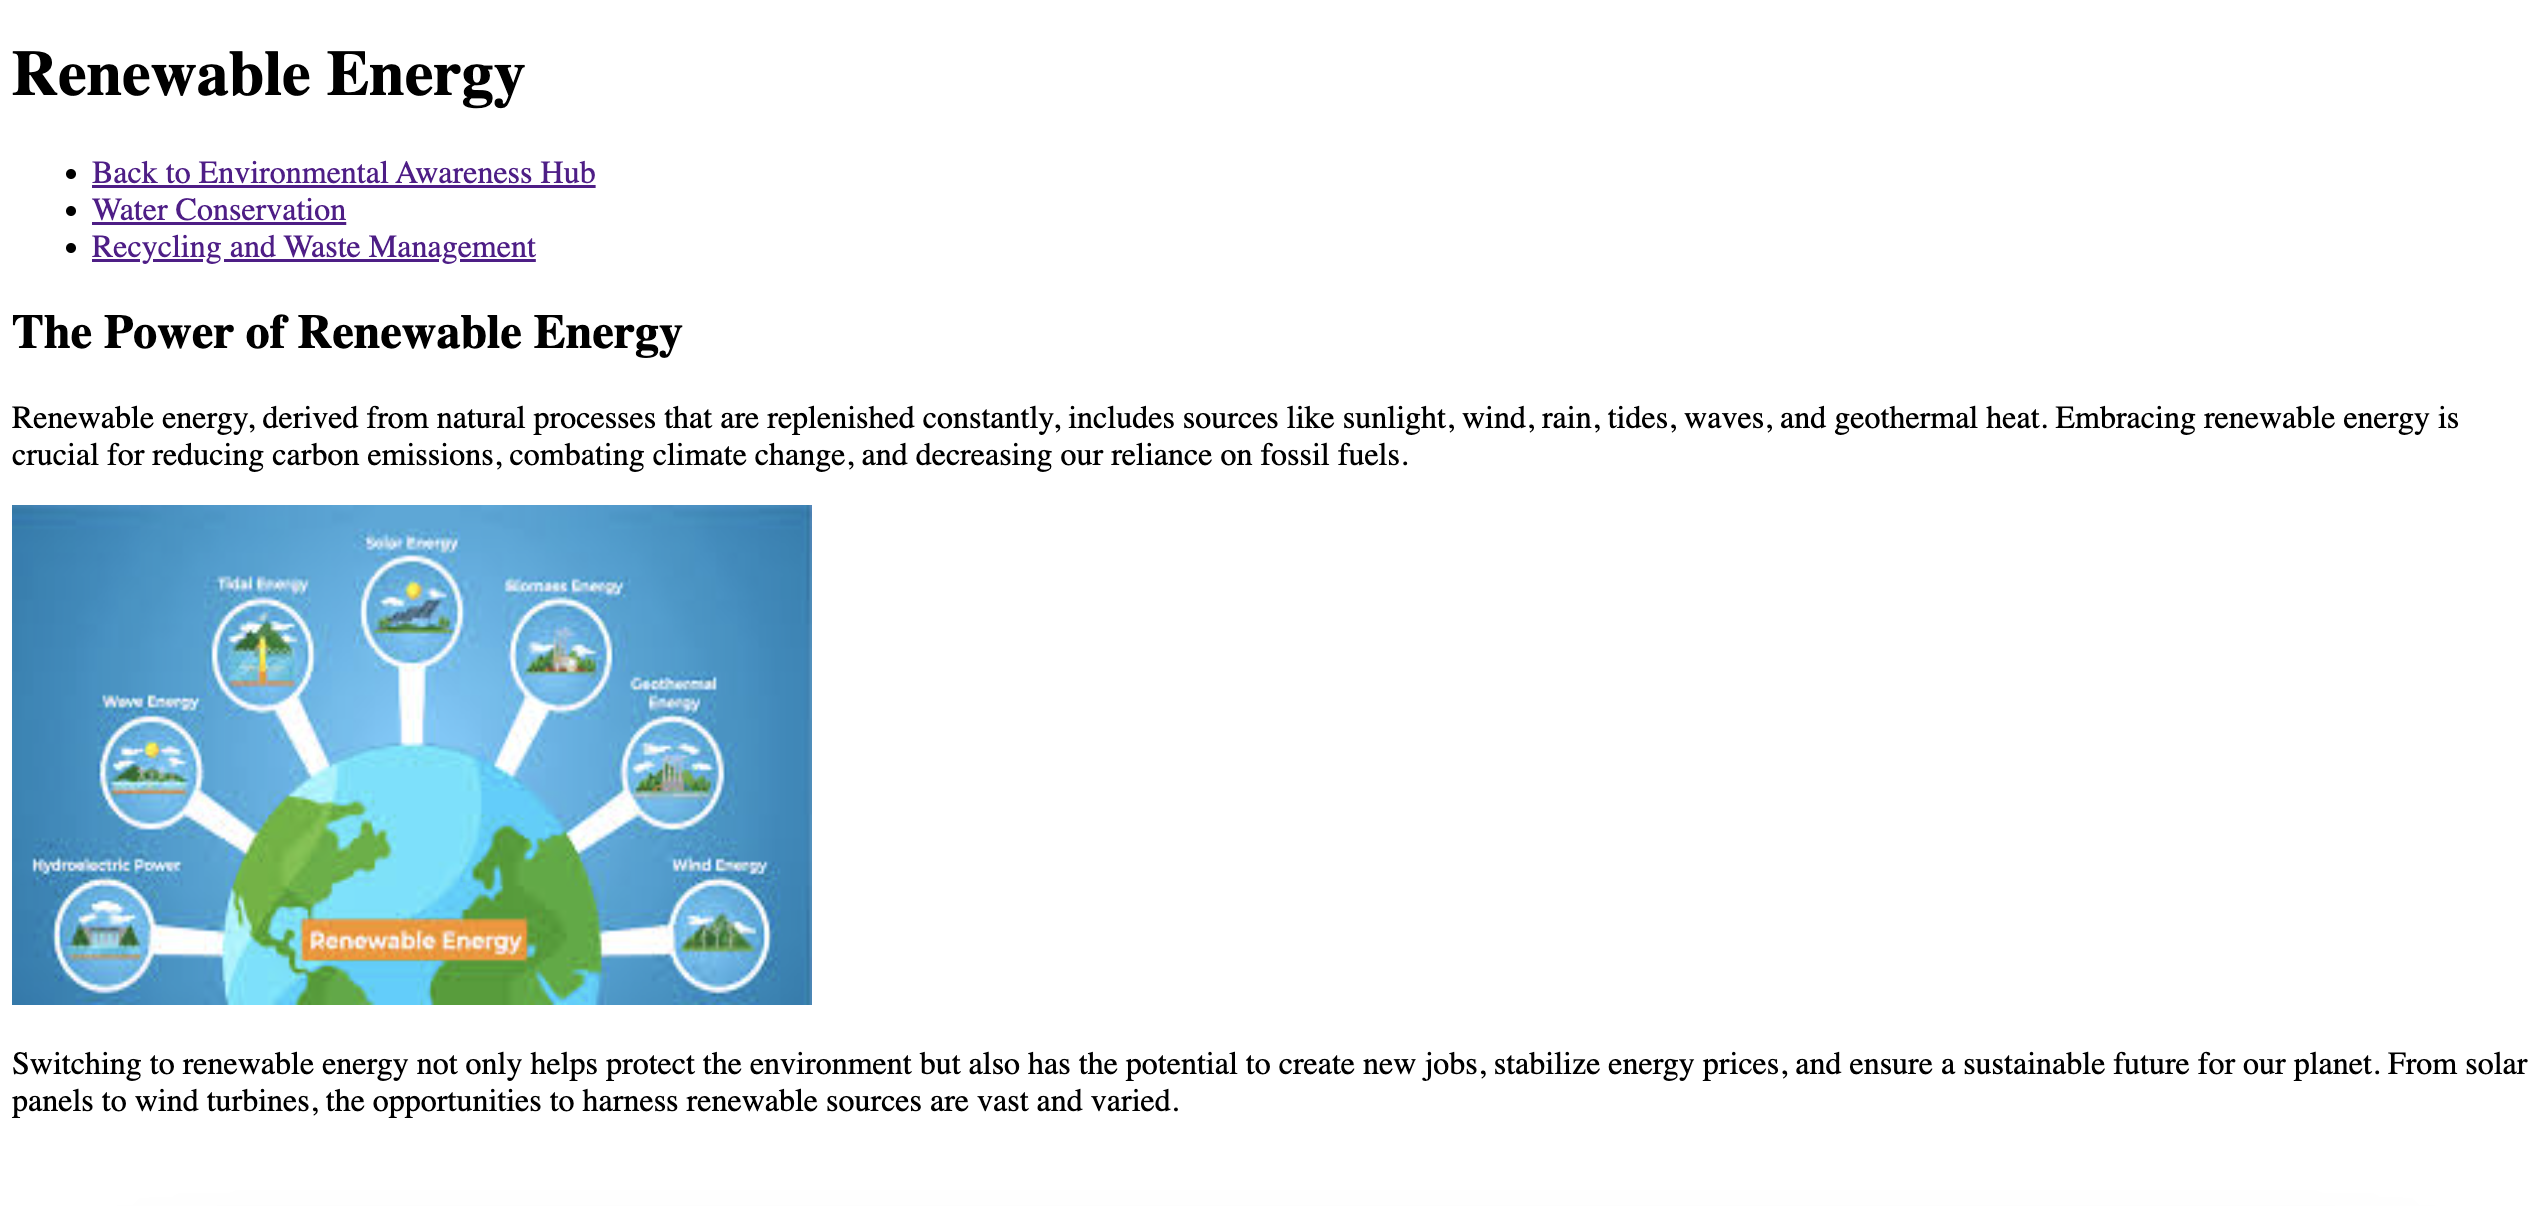 Renewable Energy
Back to Environmental Awareness Hub
Water Conservation
Recycling and Waste Management
The Power of Renewable Energy
Renewable energy, derived from natural processes that are replenished constantly, includes sources like sunlight, wind, rain, tides, waves, and geothermal heat. Embracing renewable energy is
crucial for reducing carbon emissions, combating climate change, and decreasing our reliance on fossil fuels.
Solar Energy
Tidal Energy
Biomass Energy
Geothermal
Energy
Wave Energy
Hydroelectric Power
Wind Energy
Renewable Energy
Switching to renewable energy not only helps protect the environment but also has the potential to create new jobs, stabilize energy prices, and ensure a sustainable future for our planet. From solar
panels to wind turbines, the opportunities to harness renewable sources are vast and varied.